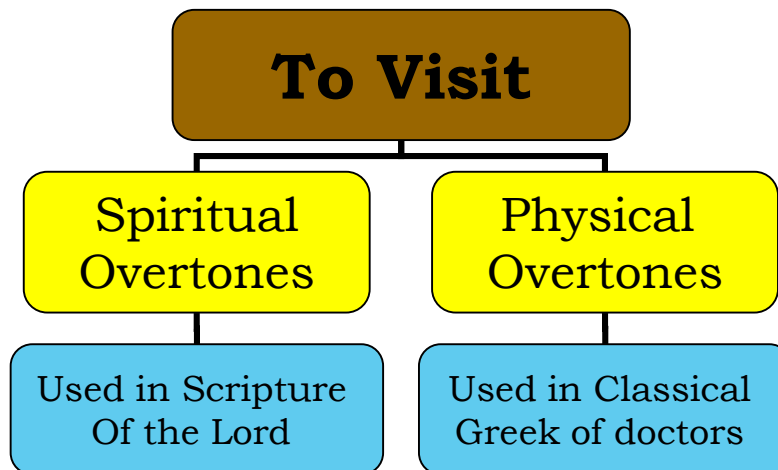 To Visit
Spiritual
Overtones
Physical
Overtones
Used in Scripture
Of the Lord
Used in Classical
Greek of doctors